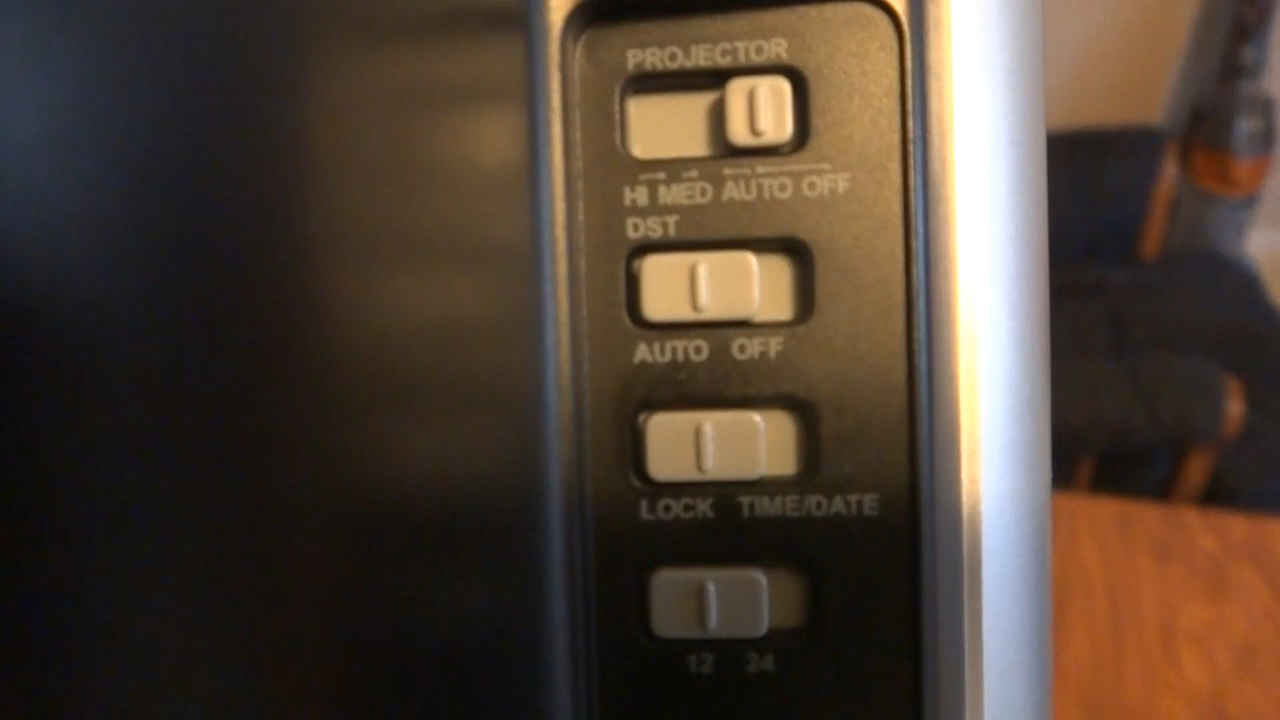 PROJECTOR
HI MED AUTO OFF
DST
AUTO OFF
LOCK TIME/DATE
12 24